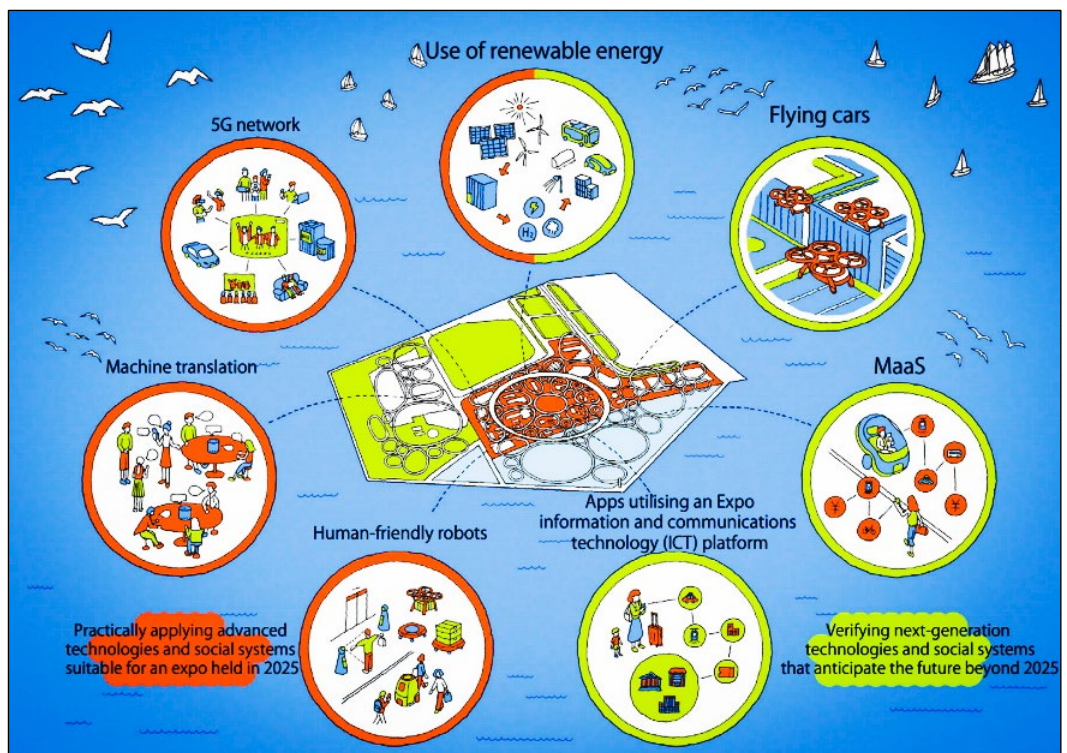 Use of renewable energy
5G network
Flying cars
H₂
Machine translation
MaaS
¥
¥
Human-friendly robots
Apps utilising an Expo
information and communications
technology (ICT) platform
Practically applying advanced
technologies and social systems
suitable for an expo held in 2025
Verifying next-generation
technologies and social systems
that anticipate the future beyond 2025